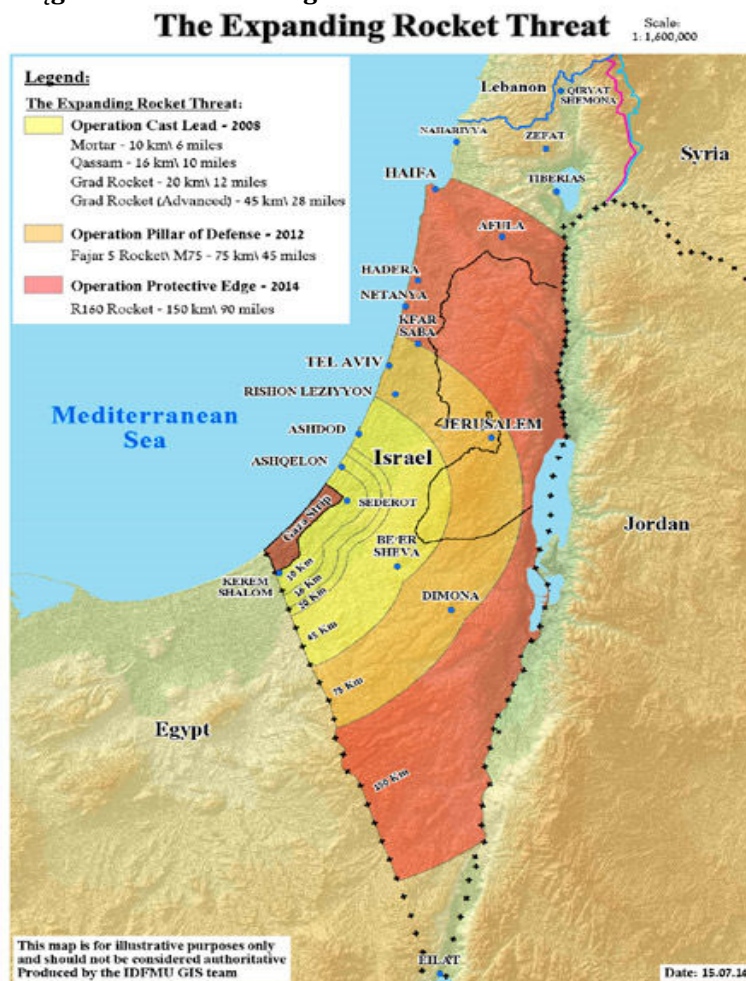 The Expanding Rocket Threat
Scale:
1: 1,600,000
Legend:
The Expanding Rocket Threat:
Operation Cast Lead - 2008
Mortar - 10 km\ 6 miles
Qassam - 16 km\ 10 miles
Grad Rocket - 20 km\ 12 miles
Grad Rocket (Advanced) - 45 km\ 28 miles
Operation Pillar of Defense - 2012
Fajar 5 Rocket\ M75 - 75 km\ 45 miles
Operation Protective Edge - 2014
R160 Rocket - 150 km\ 90 miles
Lebanon
QIRYAT
SHEMONA
NAHARIYYA
ZEFAT
Syria
HAIFA
TIBERIAS
AFULA
HADERA
NETANYA
KFAR
SABA
TEL AVIV
RISHON LEZIYYON
Mediterranean
Sea
ASHDOD
JERUSALEM
ASHQELON
Israel
SEDEROT
Gaza Strip
Jordan
BE'ER
SHEVA
KEREM
SHALOM
10 Km
16 Km
20 Km
DIMONA
45 Km
75 Km
Egypt
150 Km
EILAT
This map is for illustrative purposes only
and should not be considered authoritative
Produced by the IDFMU GIS team
Date: 15.07.14